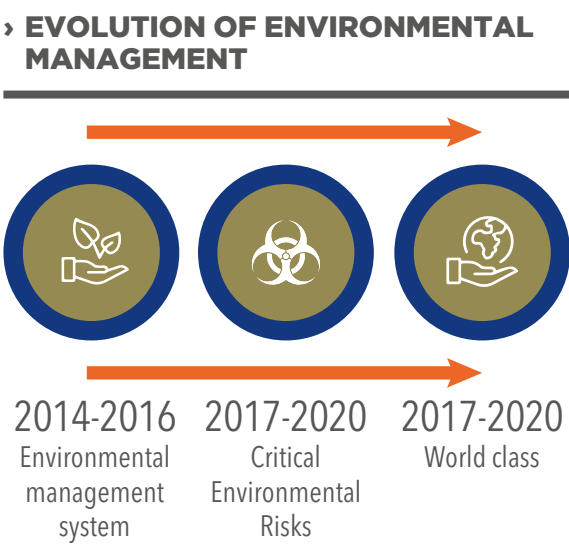 › EVOLUTION OF ENVIRONMENTAL
MANAGEMENT
2014-2016
Environmental
management
system
2017-2020
Critical
Environmental
Risks
2017-2020
World class